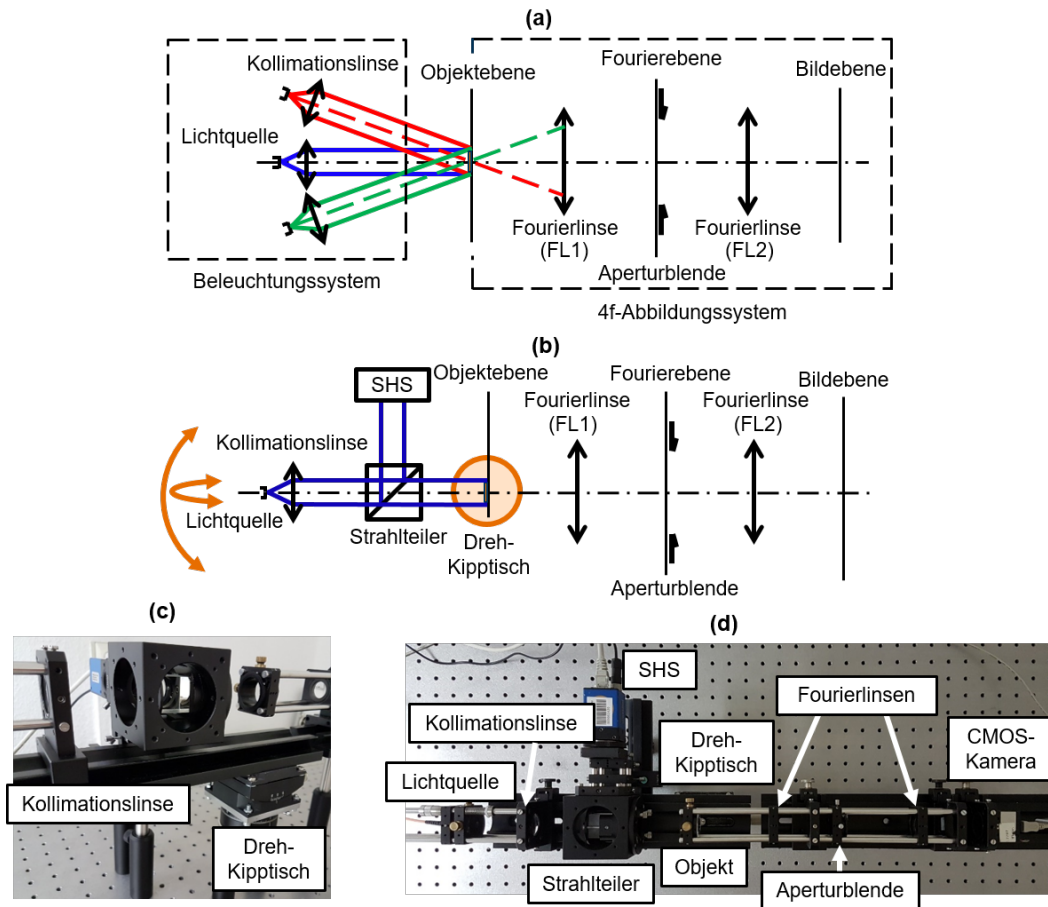 (a)
Kollimationslinse
Objektebene
Fourierebene
Bildebene
Lichtquelle
Fourierlinse
(FL1)
Fourierlinse
(FL2)
Aperturblende
Beleuchtungssystem
4f-Abbildungssystem
(b)
SHS
Objektebene
Fourierebene
Bildebene
Fourierlinse
(FL1)
Fourierlinse
(FL2)
Kollimationslinse
Lichtquelle
Strahlteiler
Dreh-
Kipptisch
Aperturblende
(c)
Kollimationslinse
Dreh-
Kipptisch
(d)
SHS
Kollimationslinse
Fourierlinsen
Dreh-
Kipptisch
CMOS-
Kamera
Lichtquelle
Objekt
Strahlteiler
Aperturblende